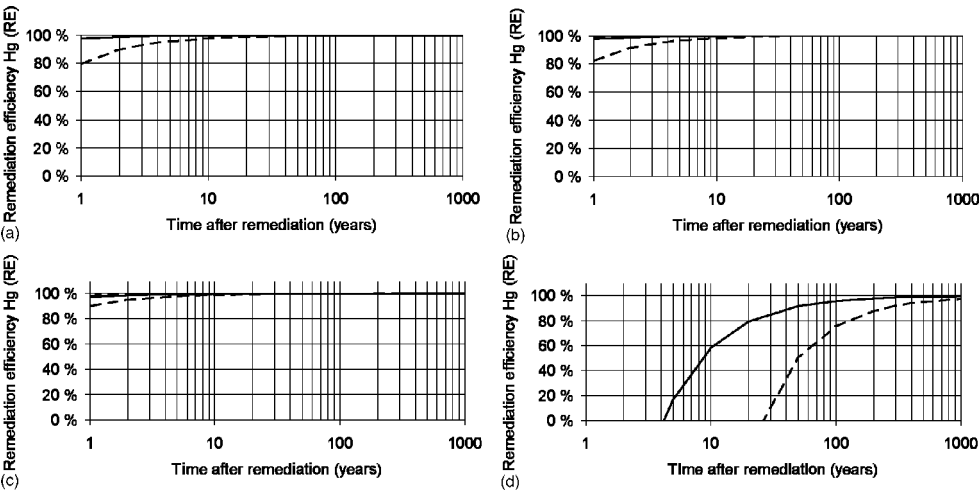 Remediation efficiency Hg (RE)
100 %
80 %
60 %
40 %
20 %
0 %
1 10 100 1000
Time after remediation (years)
(a)
Remediation efficiency Hg (RE)
100 %
80 %
60 %
40 %
20 %
0 %
1 10 100 1000
Time after remediation (years)
(b)
Remediation efficiency Hg (RE)
100 %
80 %
60 %
40 %
20 %
0 %
1 10 100 1000
Time after remediation (years)
(c)
Remediation efficiency Hg (RE)
100 %
80 %
60 %
40 %
20 %
0 %
1 10 100 1000
Time after remediation (years)
(d)